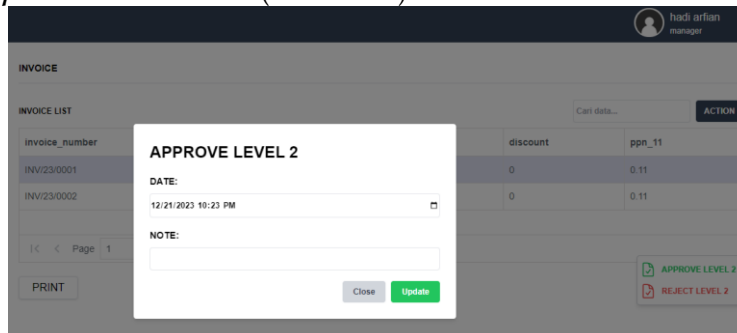 hadi arfian
manager
INVOICE
INVOICE LIST
Cari data...
ACTION
invoice_number
discount
ppn_11
INV/23/0001
0
0.11
INV/23/0002
0
0.11
Page 1
PRINT
APPROVE LEVEL 2
DATE:
12/21/2023 10:23 PM
NOTE:
Close
Update
APPROVE LEVEL 2
REJECT LEVEL 2